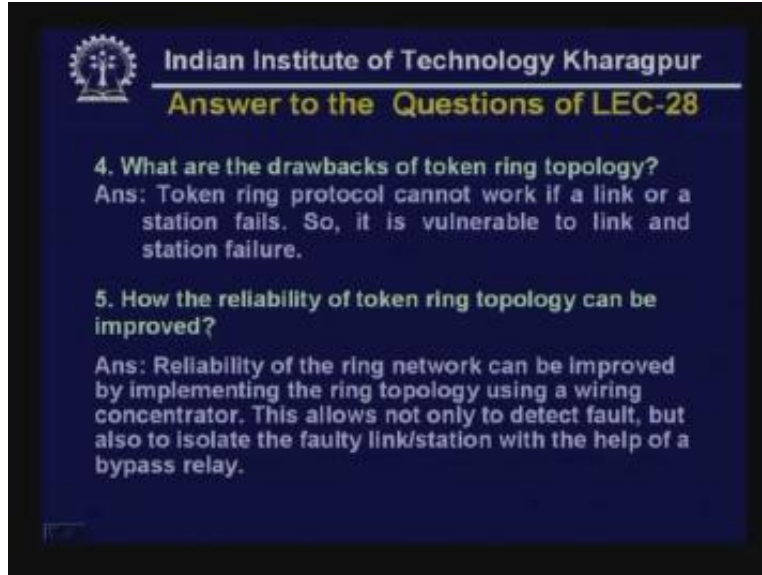 Indian Institute of Technology Kharagpur
Answer to the Questions of LEC-28
4. What are the drawbacks of token ring topology?
Ans: Token ring protocol cannot work if a link or a
station fails. So, it is vulnerable to link and
station failure.
5. How the reliability of token ring topology can be
improved?
Ans: Reliability of the ring network can be improved
by implementing the ring topology using a wiring
concentrator. This allows not only to detect fault, but
also to isolate the faulty link/station with the help of a
bypass relay.